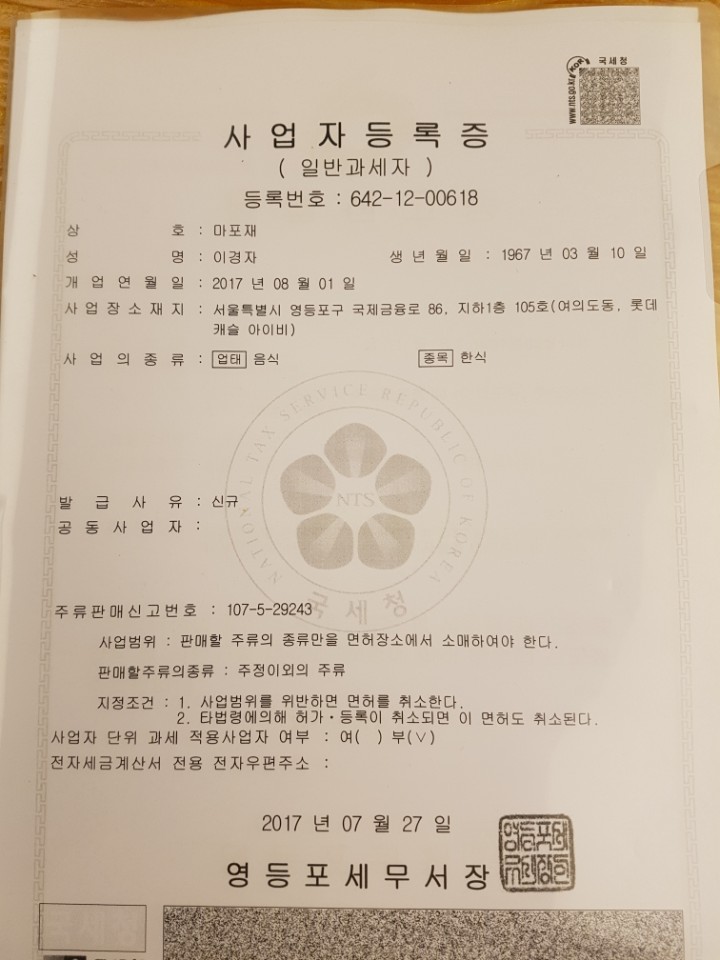 국세청
KOR
www.nts.go.kr
사업자등록증
( 일반과세자 )
등록번호 : 642-12-00618
상 호 : 마포재
성 명 : 이경자 생 년 월 일 : 1967 년 03 월 10 일
개 업 연 월 일 : 2017 년 08 월 01 일
사 업 장 소 재 지 : 서울특별시 영등포구 국제금융로 86, 지하1층 105호(여의도동, 롯데
캐슬 아이비)
사 업 의 종 류 : 업태 음식 종목 한식
NATIONAL TAX SERVICE REPUBLIC OF KOREA
NTS
발 급 사 유 : 신규
공 동 사 업 자 :
국세청
주류판매신고번호 : 107-5-29243
사업범위 : 판매할 주류의 종류만을 면허장소에서 소매하여야 한다.
판매할주류의종류 : 주정이외의 주류
지정조건 : 1. 사업범위를 위반하면 면허를 취소한다.
2. 타법령에의해 허가·등록이 취소되면 이 면허도 취소된다.
사업자 단위 과세 적용사업자 여부 : 여( ) 부(∨)
전자세금계산서 전용 전자우편주소 :
2017 년 07 월 27 일
영등포세무서장